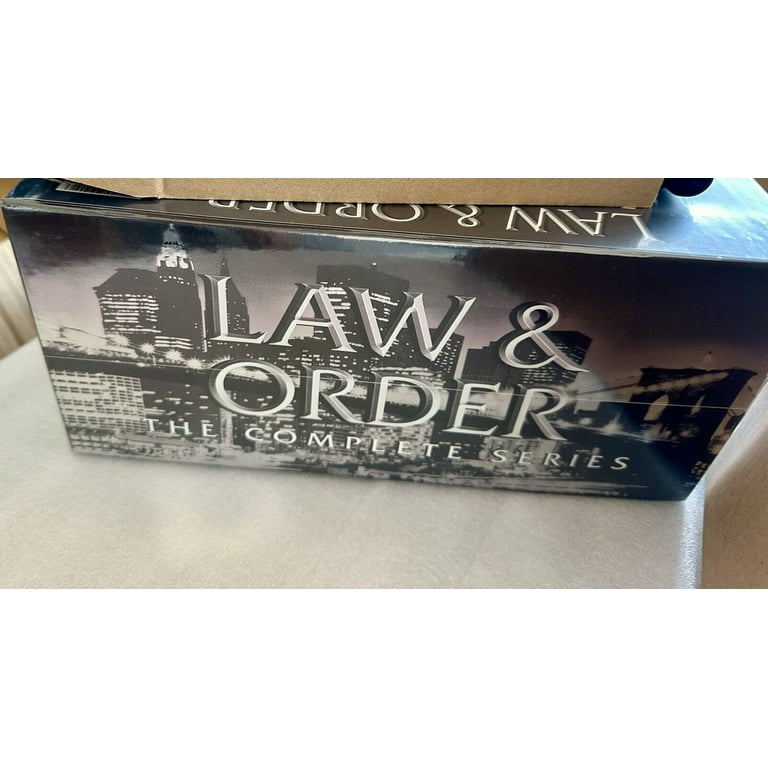 LAW & ORDER
LAW &
ORDER
THE COMPLETE SERIES